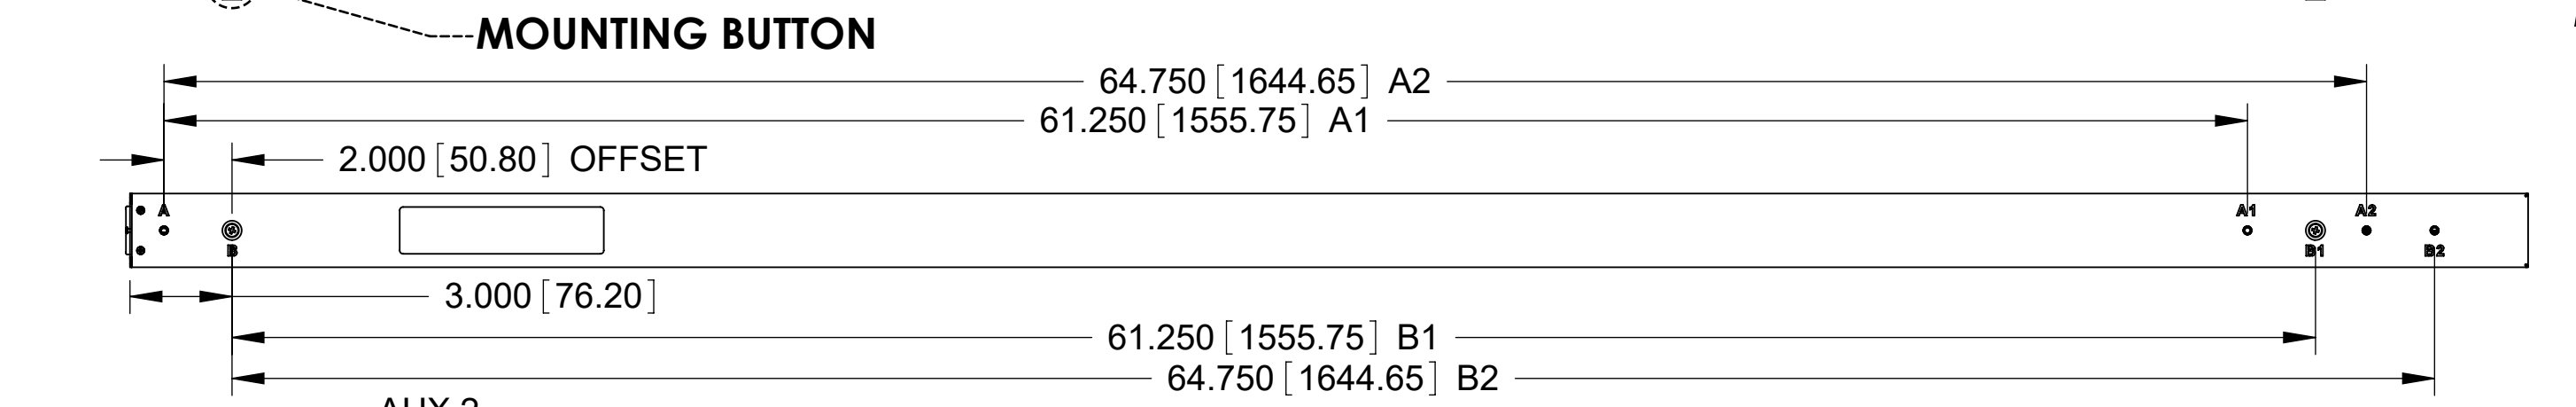 MOUNTING BUTTON
64.750 [1644.65] A2
61.250 [1555.75] A1
2.000 [50.80] OFFSET
A
A1
A2
B
B1
B2
3.000 [76.20]
61.250 [1555.75] B1
64.750 [1644.65] B2